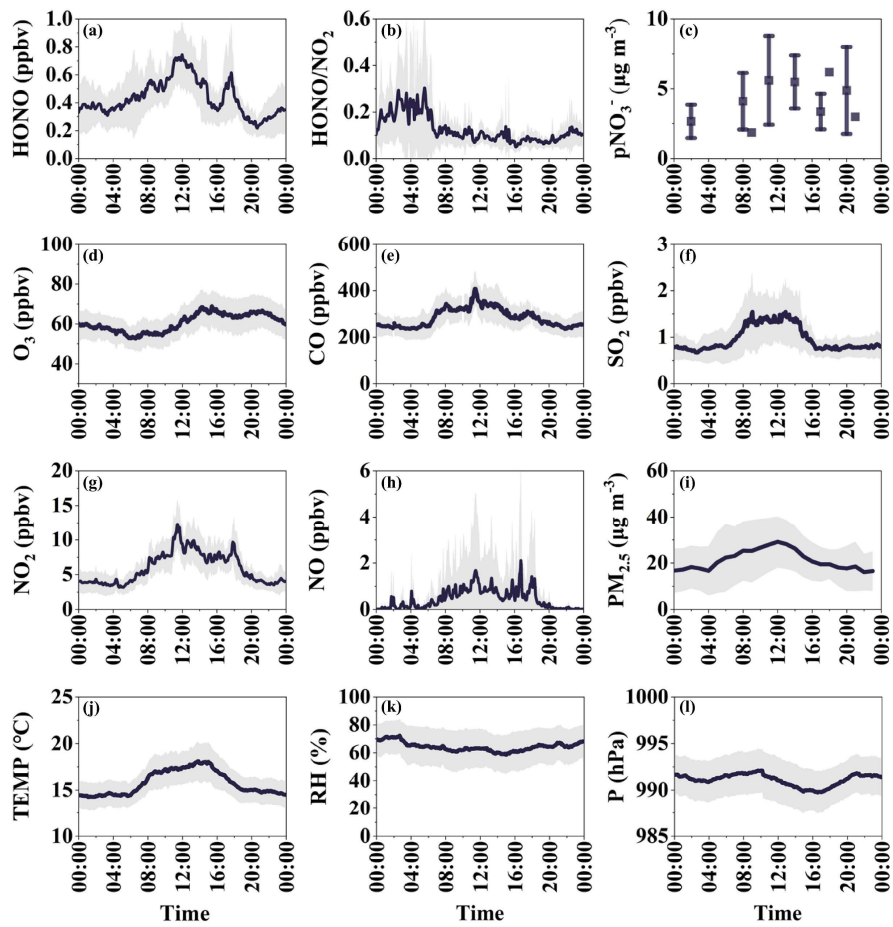 (a)
HONO (ppbv)
1.0
0.8
0.6
0.4
0.2
0.0
00:00 04:00 08:00 12:00 16:00 20:00 00:00
(b)
HONO/NO₂
0.6
0.4
0.2
0.0
00:00 04:00 08:00 12:00 16:00 20:00 00:00
(c)
pNO₃⁻ (μg m⁻³)
10
5
0
00:00 04:00 08:00 12:00 16:00 20:00 00:00
(d)
O₃ (ppbv)
100
80
60
40
00:00 04:00 08:00 12:00 16:00 20:00 00:00
(e)
CO (ppbv)
600
400
200
0
00:00 04:00 08:00 12:00 16:00 20:00 00:00
(f)
SO₂ (ppbv)
3
2
1
0
00:00 04:00 08:00 12:00 16:00 20:00 00:00
(g)
NO₂ (ppbv)
20
15
10
5
0
00:00 04:00 08:00 12:00 16:00 20:00 00:00
(h)
NO (ppbv)
6
4
2
0
00:00 04:00 08:00 12:00 16:00 20:00 00:00
(i)
PM₂.₅ (μg m⁻³)
60
40
20
0
00:00 04:00 08:00 12:00 16:00 20:00 00:00
(j)
TEMP (°C)
25
20
15
10
00:00 04:00 08:00 12:00 16:00 20:00 00:00
Time
(k)
RH (%)
100
80
60
40
20
0
00:00 04:00 08:00 12:00 16:00 20:00 00:00
Time
(l)
P (hPa)
1000
995
990
985
00:00 04:00 08:00 12:00 16:00 20:00 00:00
Time